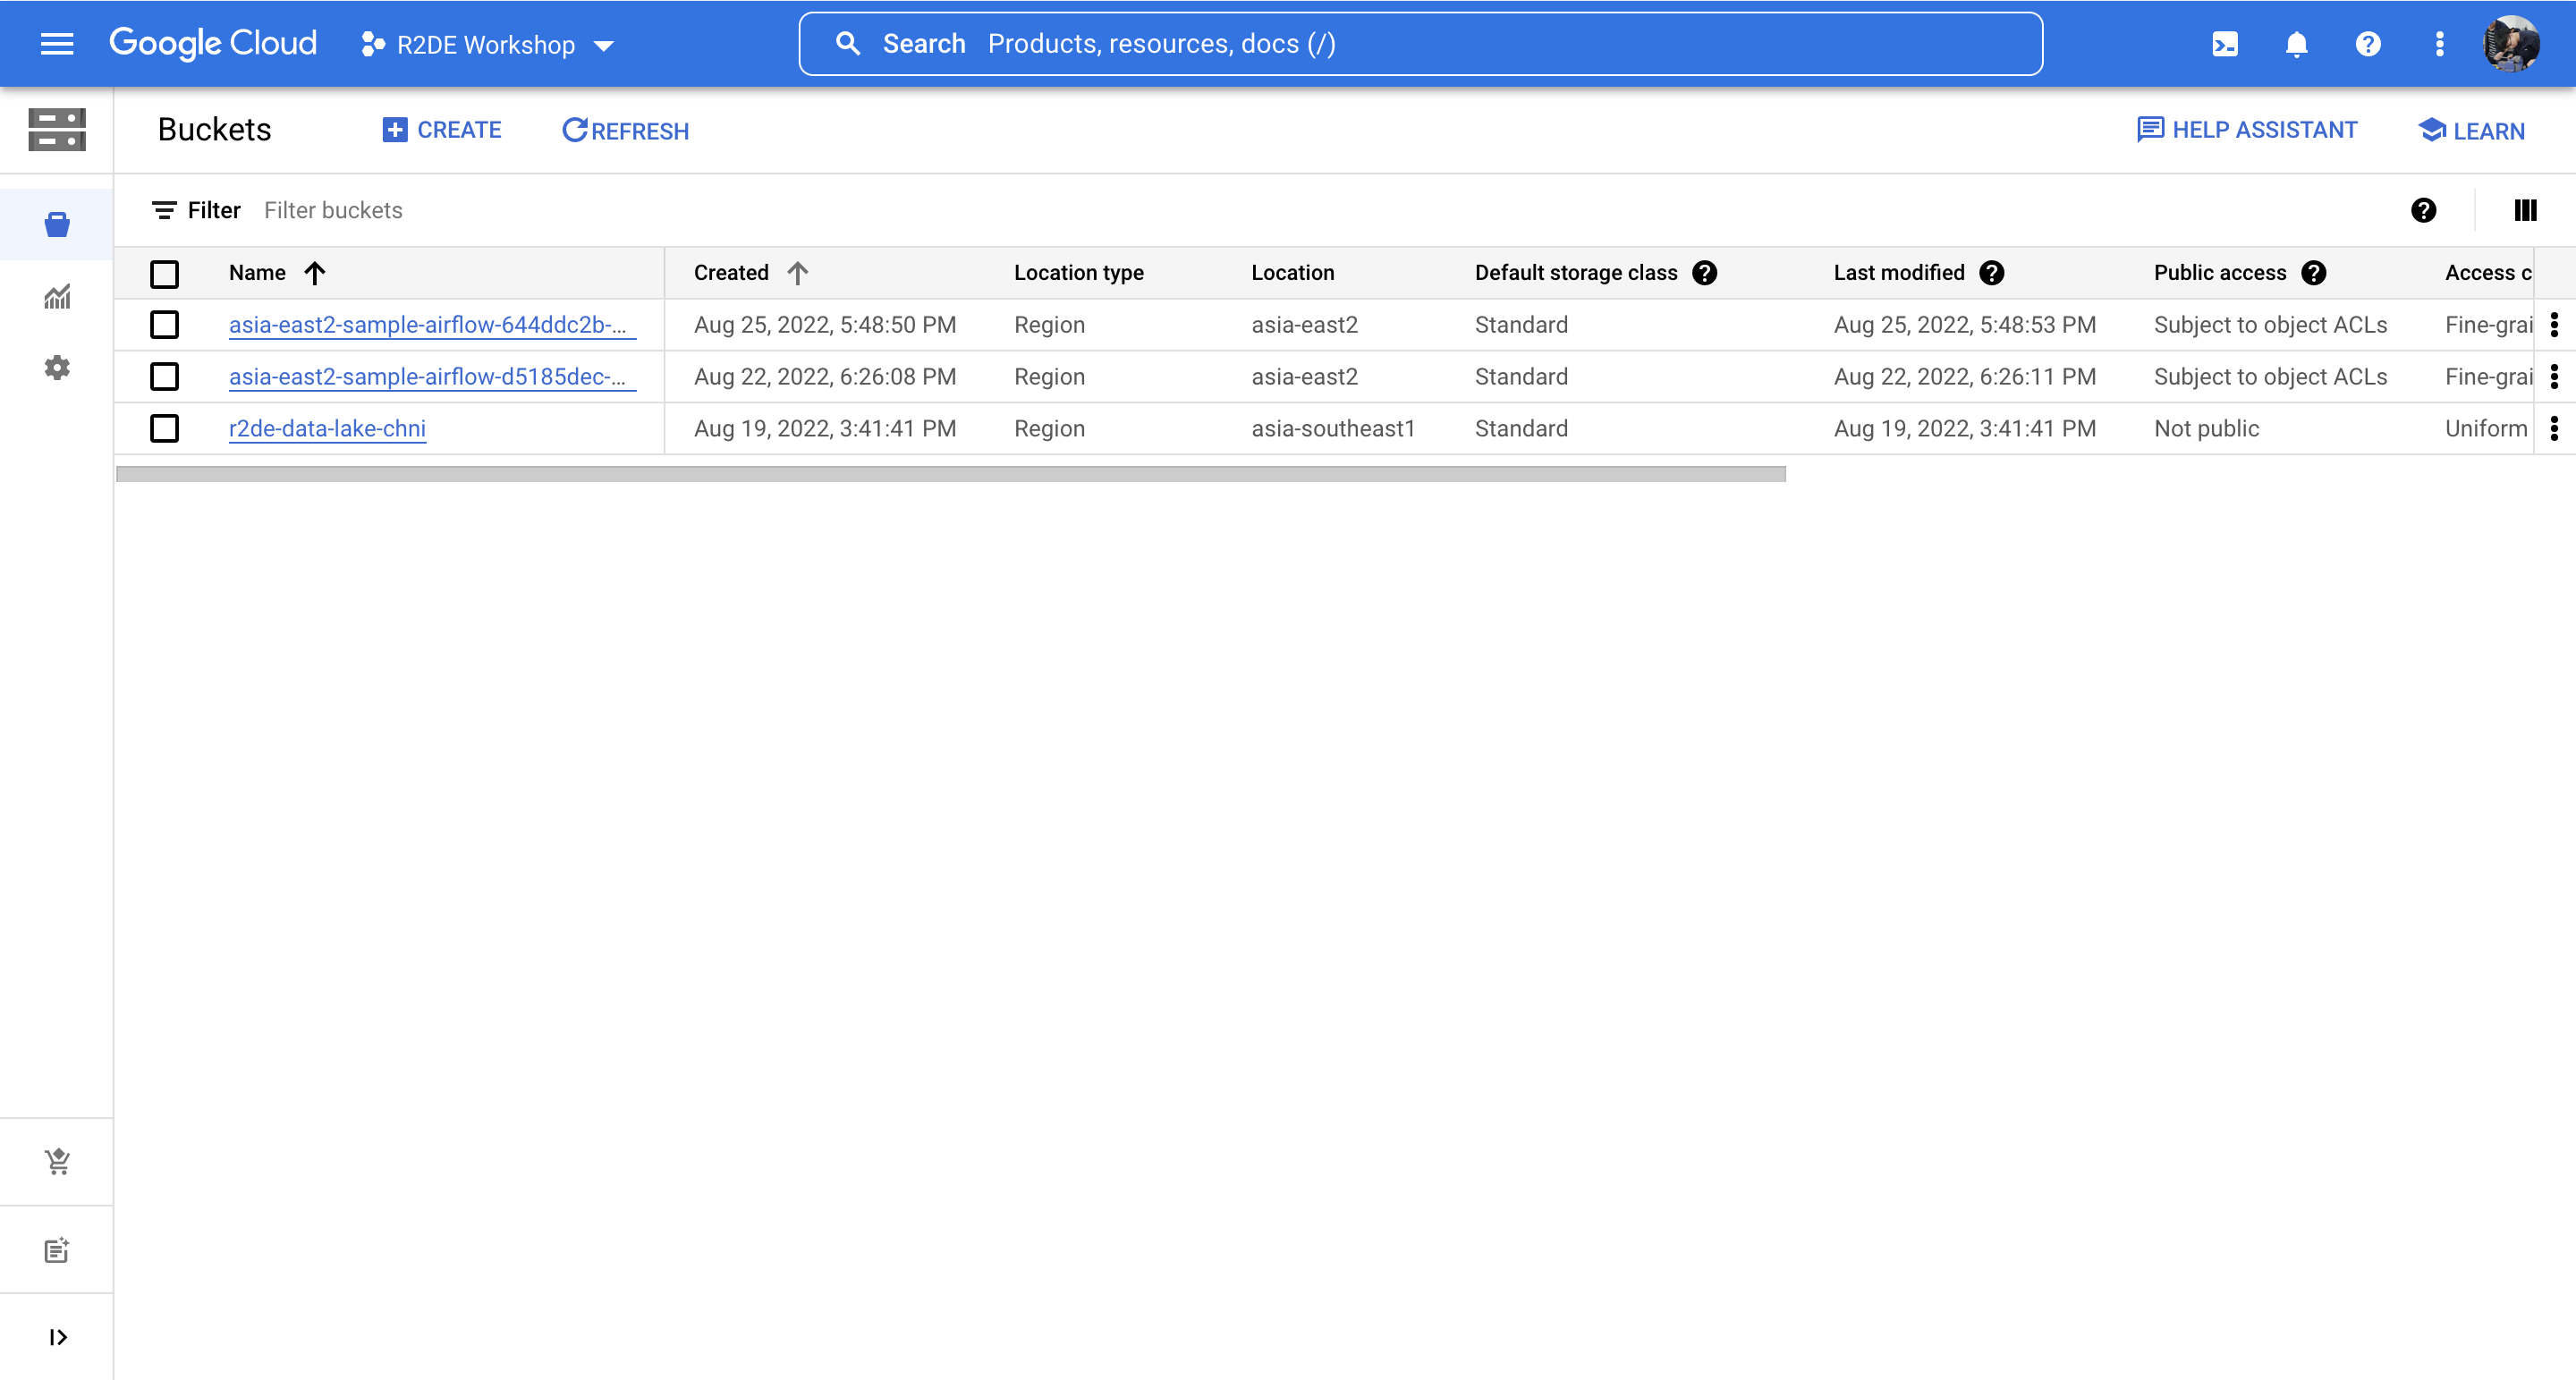 Google Cloud R2DE Workshop Search Products, resources, docs (/)
Buckets CREATE REFRESH HELP ASSISTANT LEARN
Filter Filter buckets
Name Created Location type Location Default storage class Last modified Public access Access c
asia-east2-sample-airflow-644ddc2b-... Aug 25, 2022, 5:48:50 PM Region asia-east2 Standard Aug 25, 2022, 5:48:53 PM Subject to object ACLs Fine-grai
asia-east2-sample-airflow-d5185dec-... Aug 22, 2022, 6:26:08 PM Region asia-east2 Standard Aug 22, 2022, 6:26:11 PM Subject to object ACLs Fine-grai
r2de-data-lake-chni Aug 19, 2022, 3:41:41 PM Region asia-southeast1 Standard Aug 19, 2022, 3:41:41 PM Not public Uniform